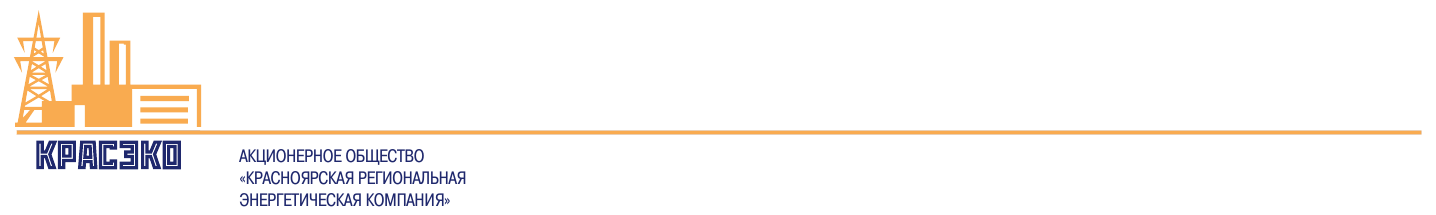 КРАСЭКО
АКЦИОНЕРНОЕ ОБЩЕСТВО
«КРАСНОЯРСКАЯ РЕГИОНАЛЬНАЯ
ЭНЕРГЕТИЧЕСКАЯ КОМПАНИЯ»